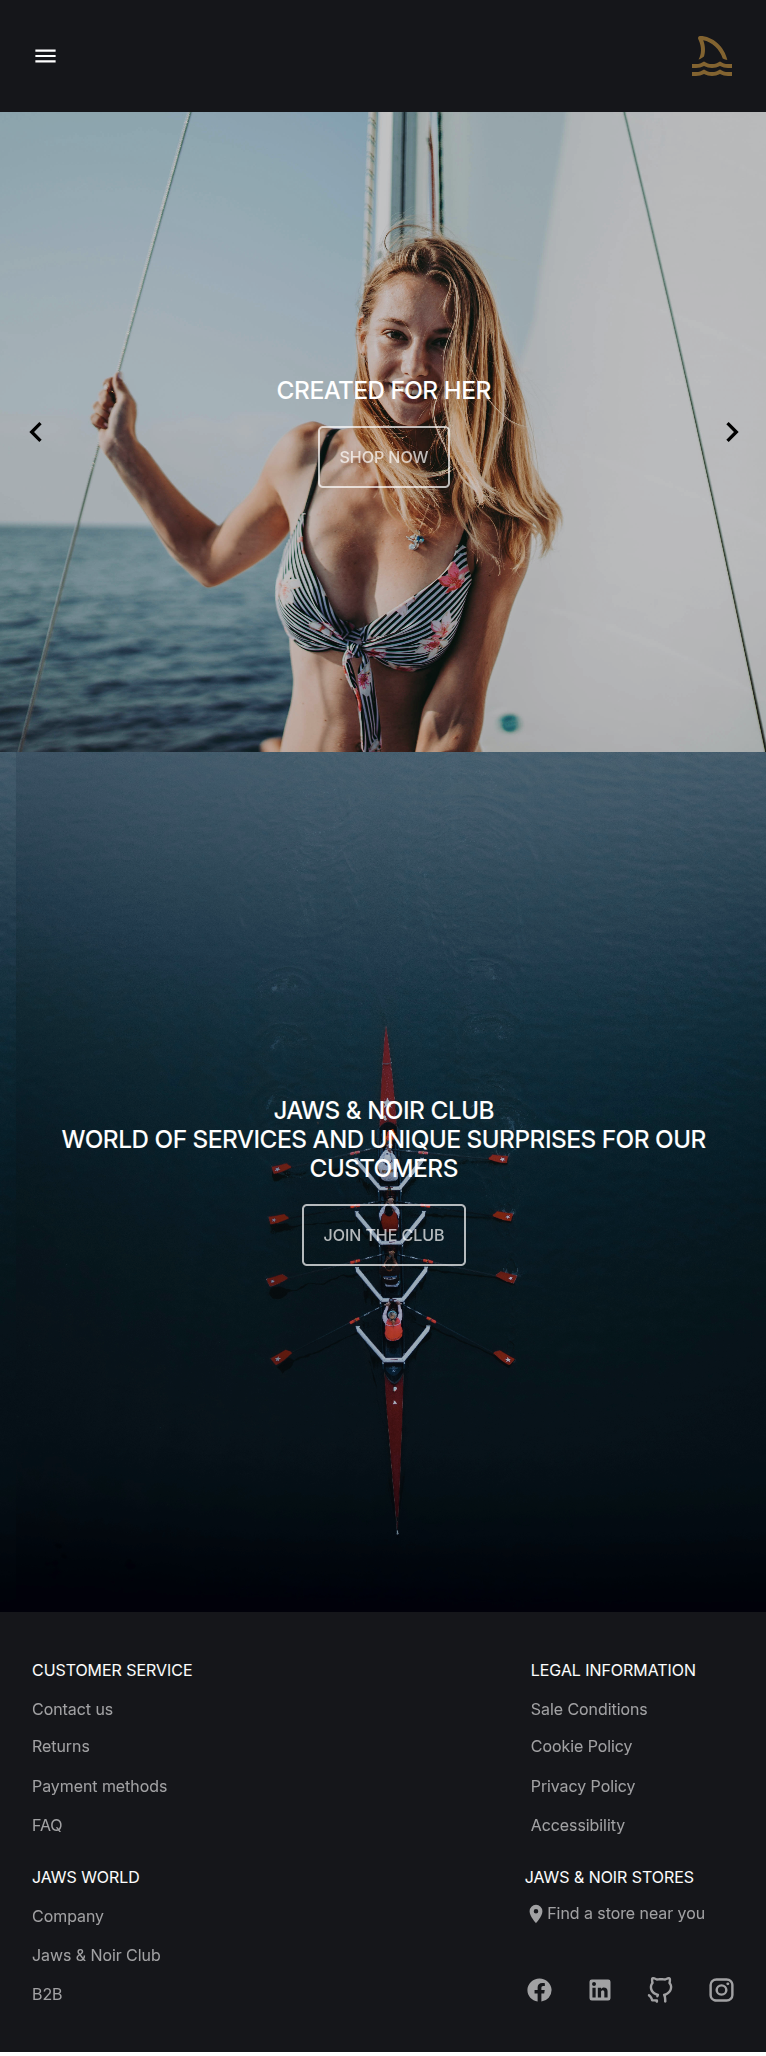 CREATED FOR HER
SHOP NOW
JAWS & NOIR CLUB
WORLD OF SERVICES AND UNIQUE SURPRISES FOR OUR
CUSTOMERS
JOIN THE CLUB
CUSTOMER SERVICE
Contact us
Returns
Payment methods
FAQ
LEGAL INFORMATION
Sale Conditions
Cookie Policy
Privacy Policy
Accessibility
JAWS WORLD
Company
Jaws & Noir Club
B2B
JAWS & NOIR STORES
Find a store near you